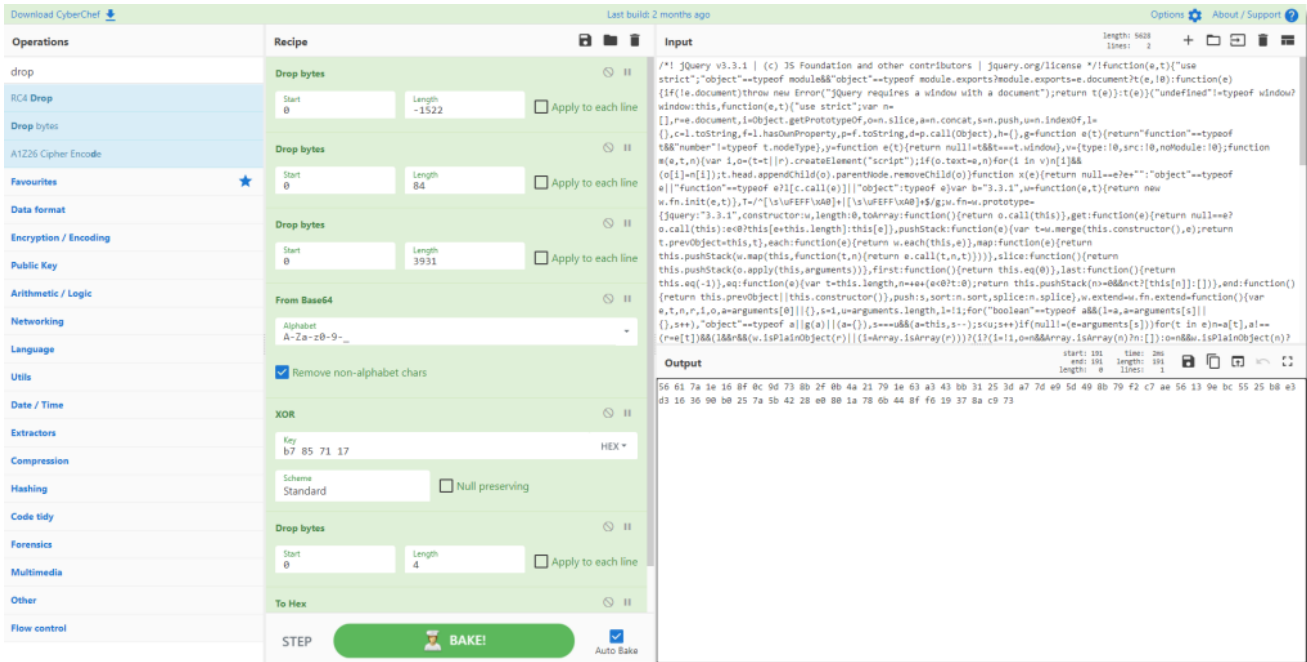 Download CyberChef
Last build: 2 months ago
Options
About / Support
Operations
drop
RC4 Drop
Drop bytes
A1Z26 Cipher Encode
Favourites
Data format
Encryption / Encoding
Public Key
Arithmetic / Logic
Networking
Language
Utils
Date / Time
Extractors
Compression
Hashing
Code tidy
Forensics
Multimedia
Other
Flow control
Recipe
Drop bytes
Start
0
Length
-1522
Apply to each line
Drop bytes
Start
0
Length
84
Apply to each line
Drop bytes
Start
0
Length
3931
Apply to each line
From Base64
Alphabet
A-Za-z0-9-_
Remove non-alphabet chars
XOR
Key
b7 85 71 17
HEX
Scheme
Standard
Null preserving
Drop bytes
Start
0
Length
4
Apply to each line
To Hex
STEP
BAKE!
Auto Bake
Input
length: 5628
lines: 2
/*! jQuery v3.3.1 | (c) JS Foundation and other contributors | jquery.org/license */!function(e,t){"use
strict";"object"==typeof module&&"object"==typeof module.exports?module.exports=e.document?t(e,!0):function(e)
{if(!e.document)throw new Error("jQuery requires a window with a document");return t(e)}:t(e)}("undefined"!=typeof window?
window:this,function(e,t){"use strict";var n=
[],r=e.document,i=Object.getPrototypeOf,o=n.slice,a=n.concat,s=n.push,u=n.indexOf,l=
{},c=l.toString,f=l.hasOwnProperty,p=f.toString,d=p.call(Object),h={},g=function e(t){return"function"==typeof
t&&"number"!=typeof t.nodeType},y=function e(t){return null!=t&&t===t.window},v={type:!0,src:!0,noModule:!0};function
m(e,t,n){var i,o=(t=t||r).createElement("script");if(o.text=e,n)for(i in v)n[i]&&
(o[i]=n[i]);t.head.appendChild(o).parentNode.removeChild(o)}function x(e){return null==e?e+"":"object"==typeof
e||"function"==typeof e?l[c.call(e)]||"object":typeof e}var b="3.3.1",w=function(e,t){return new
w.fn.init(e,t)},T=/^[\s\uFEFF\xA0]+|[\s\uFEFF\xA0]+$/g;w.fn=w.prototype=
{jquery:"3.3.1",constructor:w,length:0,toArray:function(){return o.call(this)},get:function(e){return null==e?
o.call(this):e<0?this[e+this.length]:this[e]},pushStack:function(e){var t=w.merge(this.constructor(),e);return
t.prevObject=this,t},each:function(e){return w.each(this,e)},map:function(e){return
this.pushStack(w.map(this,function(t,n){return e.call(t,n,t)}))},slice:function(){return
this.pushStack(o.apply(this,arguments))},first:function(){return this.eq(0)},last:function(){return
this.eq(-1)},eq:function(e){var t=this.length,n=+e+(e<0?t:0);return this.pushStack(n>=0&&n<t?[this[n]]:[])},end:function()
{return this.prevObject||this.constructor()},push:s,sort:n.sort,splice:n.splice},w.extend=w.fn.extend=function(){var
e,t,n,r,i,o,a=arguments[0]||{},s=1,u=arguments.length,l=!1;for("boolean"==typeof a&&(l=a,a=arguments[s]||
{},s++),"object"==typeof a||g(a)||(a={}),s===u&&(a=this,s--);s<u;s++)if(null!=(e=arguments[s]))for(t in e)n=a[t],a!==
(r=e[t])&&(l&&r&&(w.isPlainObject(r)||(i=Array.isArray(r)))?(i?(i=!1,o=n&&Array.isArray(n)?n:[]):o=n&&w.isPlainObject(n)?
Output
start: 191
end: 191
length: 0
time: 2ms
length: 191
lines: 1
56 61 7a 1e 16 8f 0c 9d 73 8b 2f 0b 4a 21 79 1e 63 a3 43 bb 31 25 3d a7 7d e9 5d 49 8b 79 f2 c7 ae 56 13 9e bc 55 25 b8 e3
d3 16 36 90 b0 25 7a 5b 42 28 e0 80 1a 78 6b 44 8f f6 19 37 8a c9 73